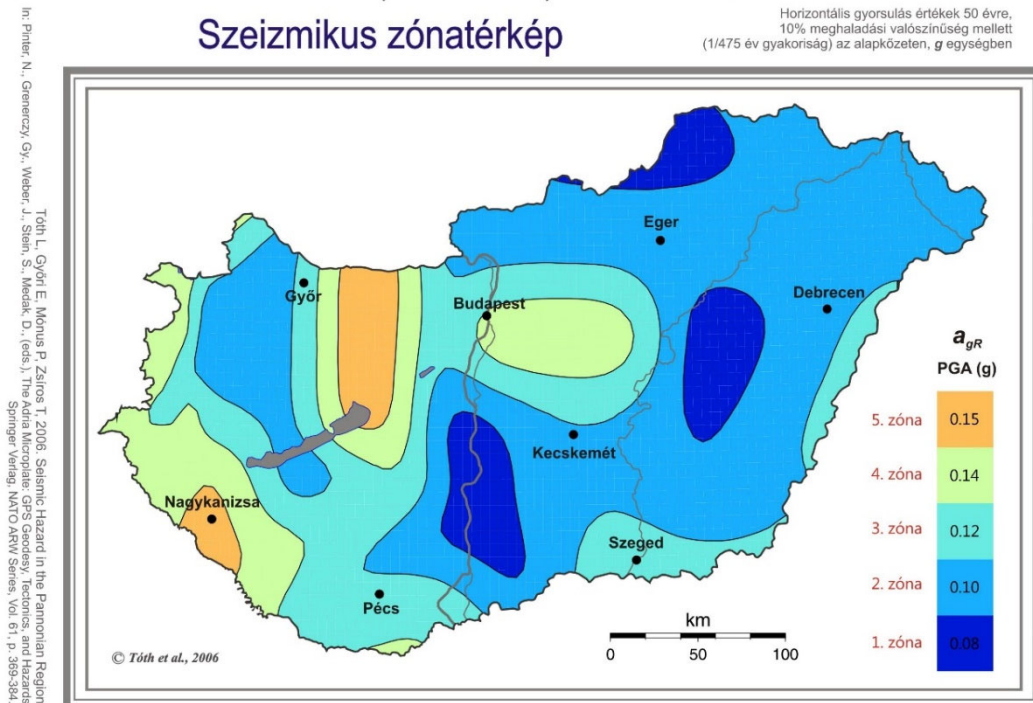 Szeizmikus zónatérkép
Horizontális gyorsulás értékek 50 évre,
10% meghaladási valószínűség mellett
(1/475 év gyakoriság) az alapkőzeten, g egységben
Tóth L, Győri E, Mónus P, Zsíros T, 2006. Seismic Hazard in the Pannonian Region
In: Pinter, N., Grenerczy, Gy., Weber, J., Stein, S., Medak, D., (eds.), The Adria Microplate: GPS Geodesy, Tectonics, and Hazards
Springer Verlag, NATO ARW Series, Vol. 61, p. 369-384.
Eger
Győr
Budapest
Debrecen
Kecskemét
Nagykanizsa
Szeged
Pécs
agR
PGA (g)
5. zóna 0.15
4. zóna 0.14
3. zóna 0.12
2. zóna 0.10
1. zóna 0.08
km
0 50 100
© Tóth et al., 2006